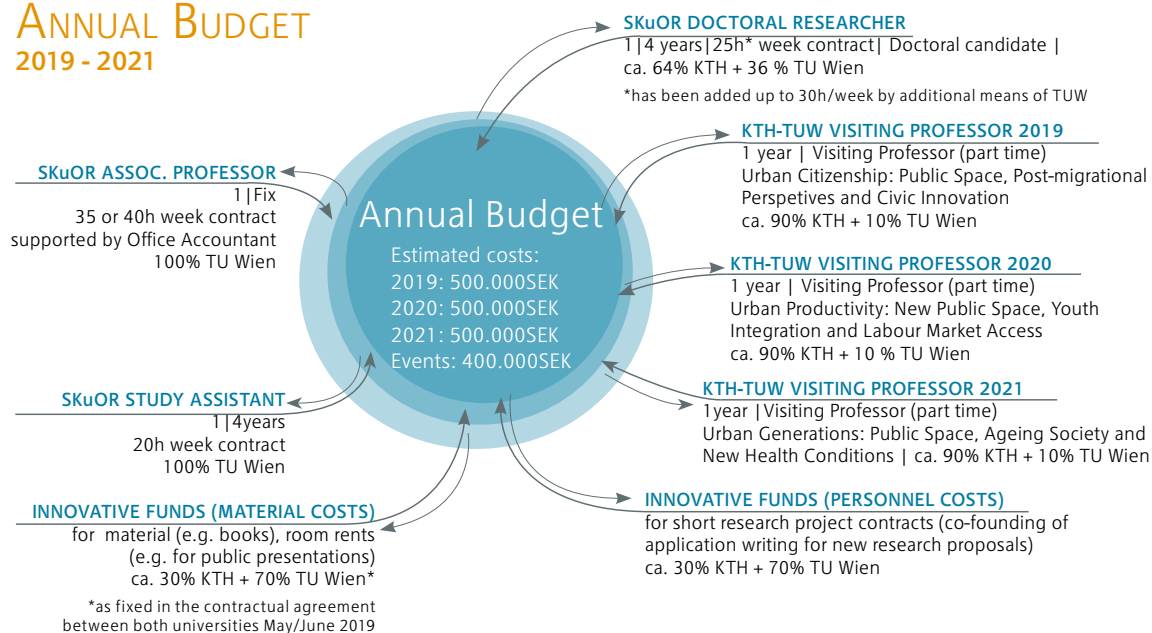 ANNUAL BUDGET
2019 - 2021
SKuOR DOCTORAL RESEARCHER
1|4 years|25h* week contract| Doctoral candidate |
ca. 64% KTH + 36 % TU Wien
*has been added up to 30h/week by additional means of TUW
KTH-TUW VISITING PROFESSOR 2019
1 year | Visiting Professor (part time)
Urban Citizenship: Public Space, Post-migrational
Perspetives and Civic Innovation
ca. 90% KTH + 10% TU Wien
SKuOR ASSOC. PROFESSOR
1|Fix
35 or 40h week contract
supported by Office Accountant
100% TU Wien
Annual Budget
Estimated costs:
2019: 500.000SEK
2020: 500.000SEK
2021: 500.000SEK
Events: 400.000SEK
KTH-TUW VISITING PROFESSOR 2020
1 year | Visiting Professor (part time)
Urban Productivity: New Public Space, Youth
Integration and Labour Market Access
ca. 90% KTH + 10 % TU Wien
KTH-TUW VISITING PROFESSOR 2021
1year |Visiting Professor (part time)
Urban Generations: Public Space, Ageing Society and
New Health Conditions | ca. 90% KTH + 10% TU Wien
SKuOR STUDY ASSISTANT
1|4years
20h week contract
100% TU Wien
INNOVATIVE FUNDS (MATERIAL COSTS)
for material (e.g. books), room rents
(e.g. for public presentations)
ca. 30% KTH + 70% TU Wien*
*as fixed in the contractual agreement
between both universities May/June 2019
INNOVATIVE FUNDS (PERSONNEL COSTS)
for short research project contracts (co-founding of
application writing for new research proposals)
ca. 30% KTH + 70% TU Wien